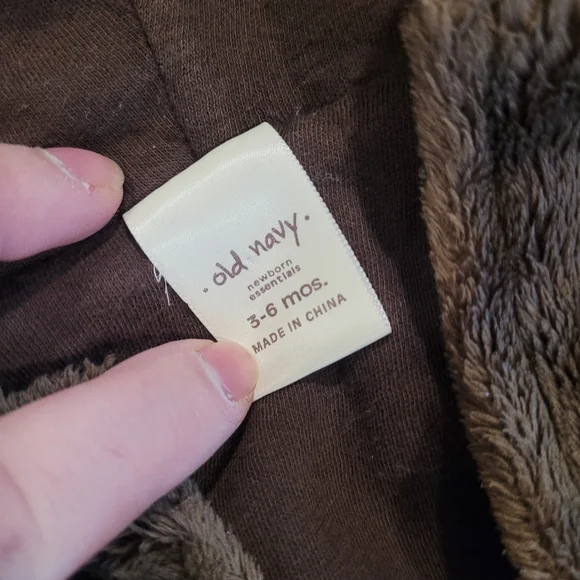 ·old navy·
newborn
essentials
3-6 mos.
MADE IN CHINA